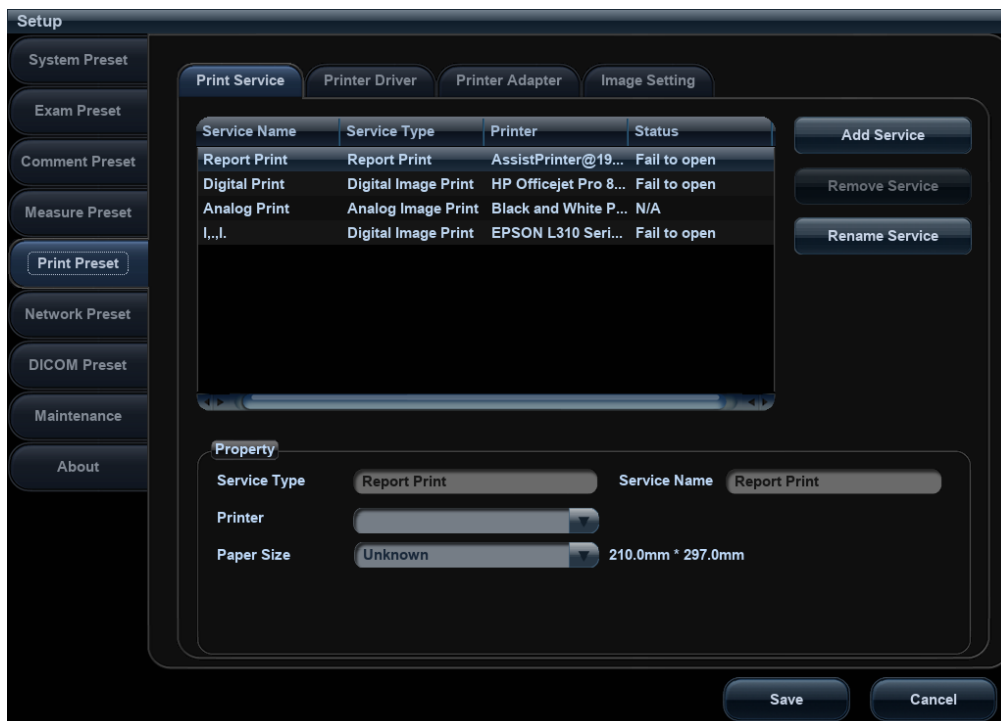 Setup
System Preset
Exam Preset
Comment Preset
Measure Preset
Print Preset
Network Preset
DICOM Preset
Maintenance
About
Print Service Printer Driver Printer Adapter Image Setting
Service Name Service Type Printer Status
Report Print Report Print AssistPrinter@19... Fail to open
Digital Print Digital Image Print HP Officejet Pro 8... Fail to open
Analog Print Analog Image Print Black and White P... N/A
I,.,I. Digital Image Print EPSON L310 Seri... Fail to open
Add Service
Remove Service
Rename Service
Property
Service Type Report Print Service Name Report Print
Printer
Paper Size Unknown 210.0mm * 297.0mm
Save Cancel